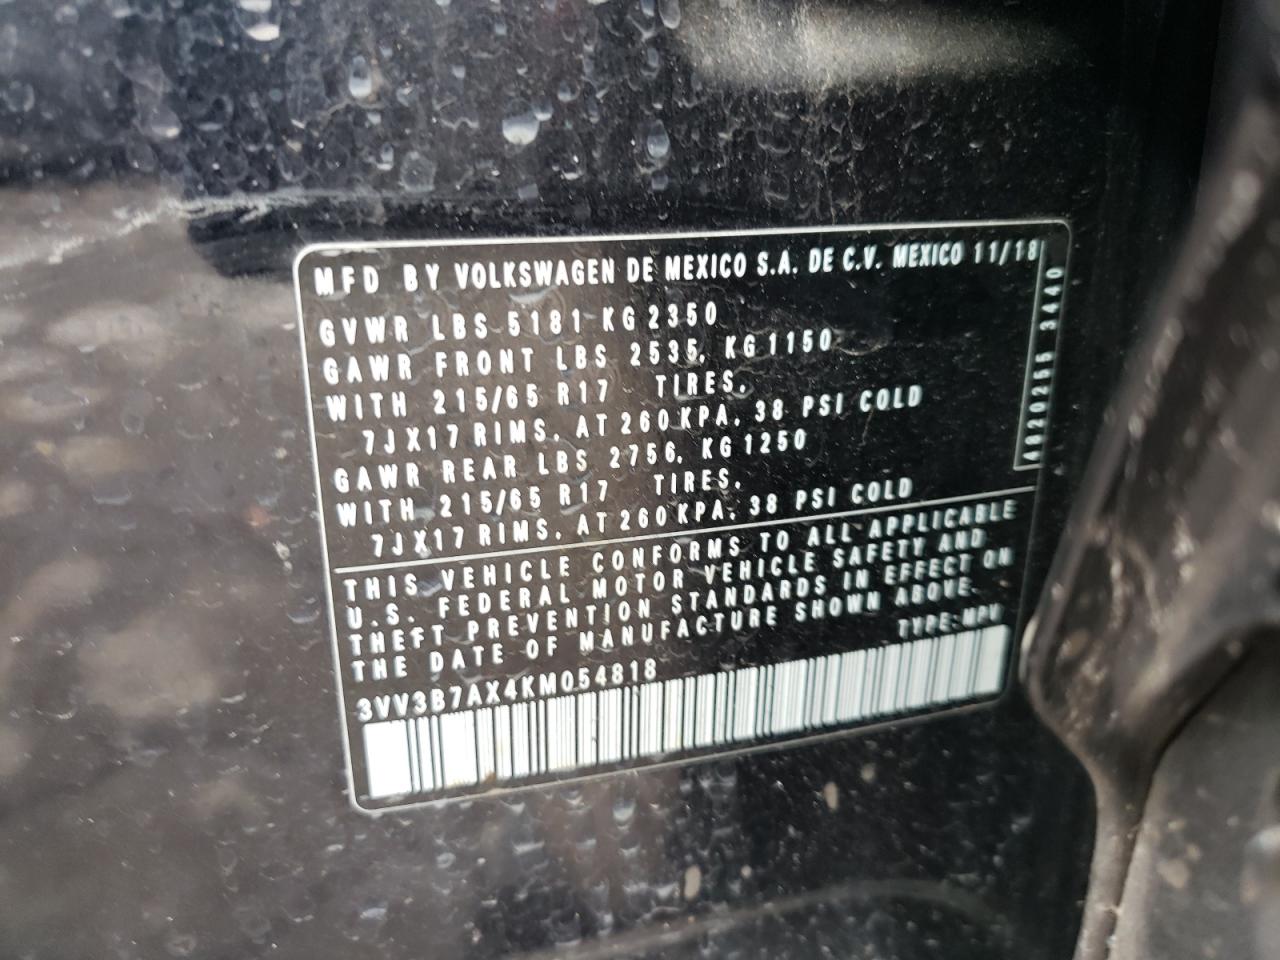 MFD BY VOLKSWAGEN DE MEXICO S.A. DE C.V. MEXICO 11/18
GVWR LBS 5181 KG 2350
GAWR FRONT LBS 2535, KG 1150
WITH 215/65 R17 TIRES,
7JX17 RIMS, AT 260 KPA, 38 PSI COLD
GAWR REAR LBS 2756, KG 1250
WITH 215/65 R17 TIRES,
7JX17 RIMS, AT 260 KPA, 38 PSI COLD
THIS VEHICLE CONFORMS TO ALL APPLICABLE
U.S. FEDERAL MOTOR VEHICLE SAFETY AND
THEFT PREVENTION STANDARDS IN EFFECT ON
THE DATE OF MANUFACTURE SHOWN ABOVE.
3VV3B7AX4KM054818
TYPE:MPV
3440